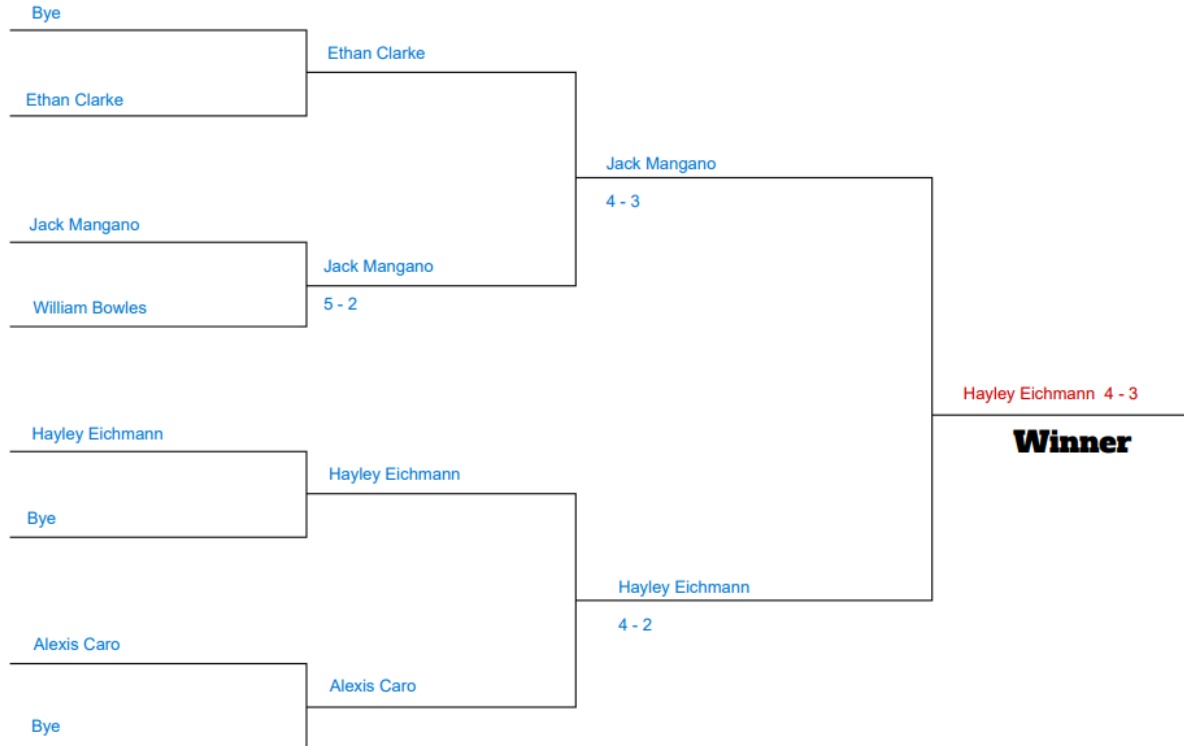 Bye
Ethan Clarke
Ethan Clarke
Jack Mangano
4 - 3
Jack Mangano
Jack Mangano
5 - 2
William Bowles
Hayley Eichmann 4 - 3
Winner
Hayley Eichmann
Hayley Eichmann
Bye
Hayley Eichmann
4 - 2
Alexis Caro
Alexis Caro
Bye